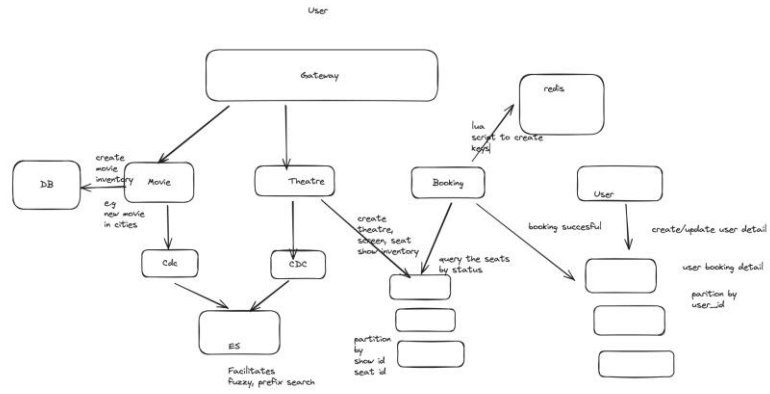 User
Gateway
redis
lua
script to create
keys
create
movie
inventory
DB
Movie
Theatre
Booking
User
e.g
new movie
in cities
create
theatre,
screen, seat
show inventory
booking succesful
create/update user detail
Cdc
CDC
query the seats
by status
user booking detail
parition by
user_id
ES
partition
by
show id
seat id
Facilitates
fuzzy, prefix search